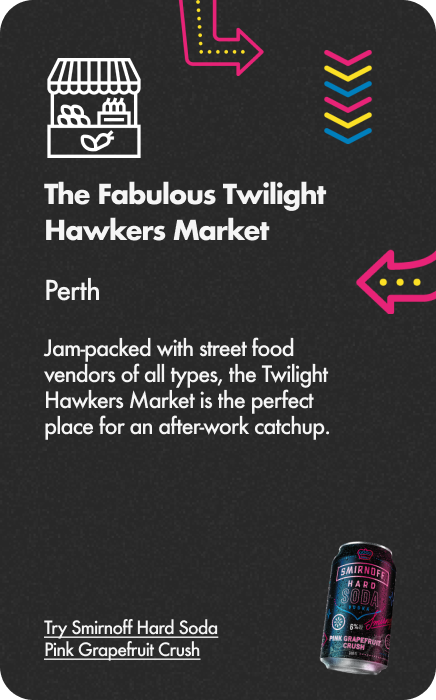 The Fabulous Twilight
Hawkers Market
Perth
Jam-packed with street food
vendors of all types, the Twilight
Hawkers Market is the perfect
place for an after-work catchup.
SMIRNOFF
HARD
SODA
VODKA
PINK GRAPEFRUIT
CRUSH
Try Smirnoff Hard Soda
Pink Grapefruit Crush